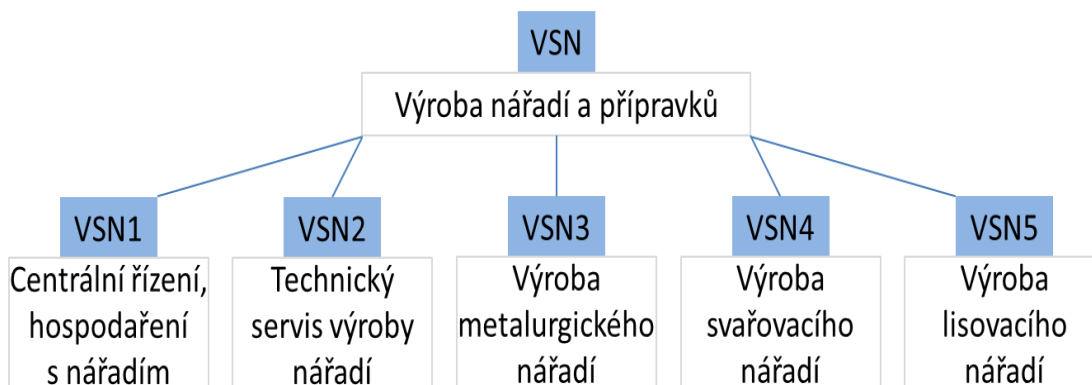 VSN
Výroba nářadí a přípravků
VSN1
Centrální řízení,
hospodaření
s nářadím
VSN2
Technický
servis výroby
nářadí
VSN3
Výroba
metalurgického
nářadí
VSN4
Výroba
svařovacího
nářadí
VSN5
Výroba
lisovacího
nářadí